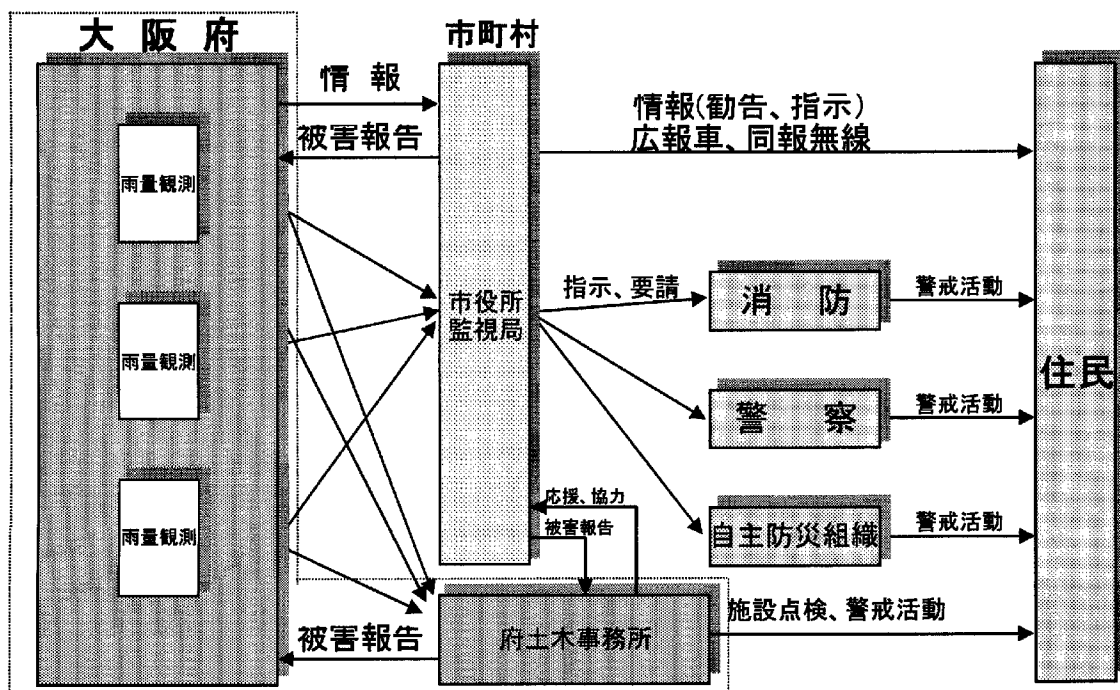 大阪府
市町村
情報
被害報告
情報(勧告、指示)
広報車、同報無線
雨量観測
雨量観測
雨量観測
市役所
監視局
指示、要請
消防
警戒活動
警察
警戒活動
自主防災組織
警戒活動
住民
応援、協力
被害報告
府土木事務所
施設点検、警戒活動
被害報告